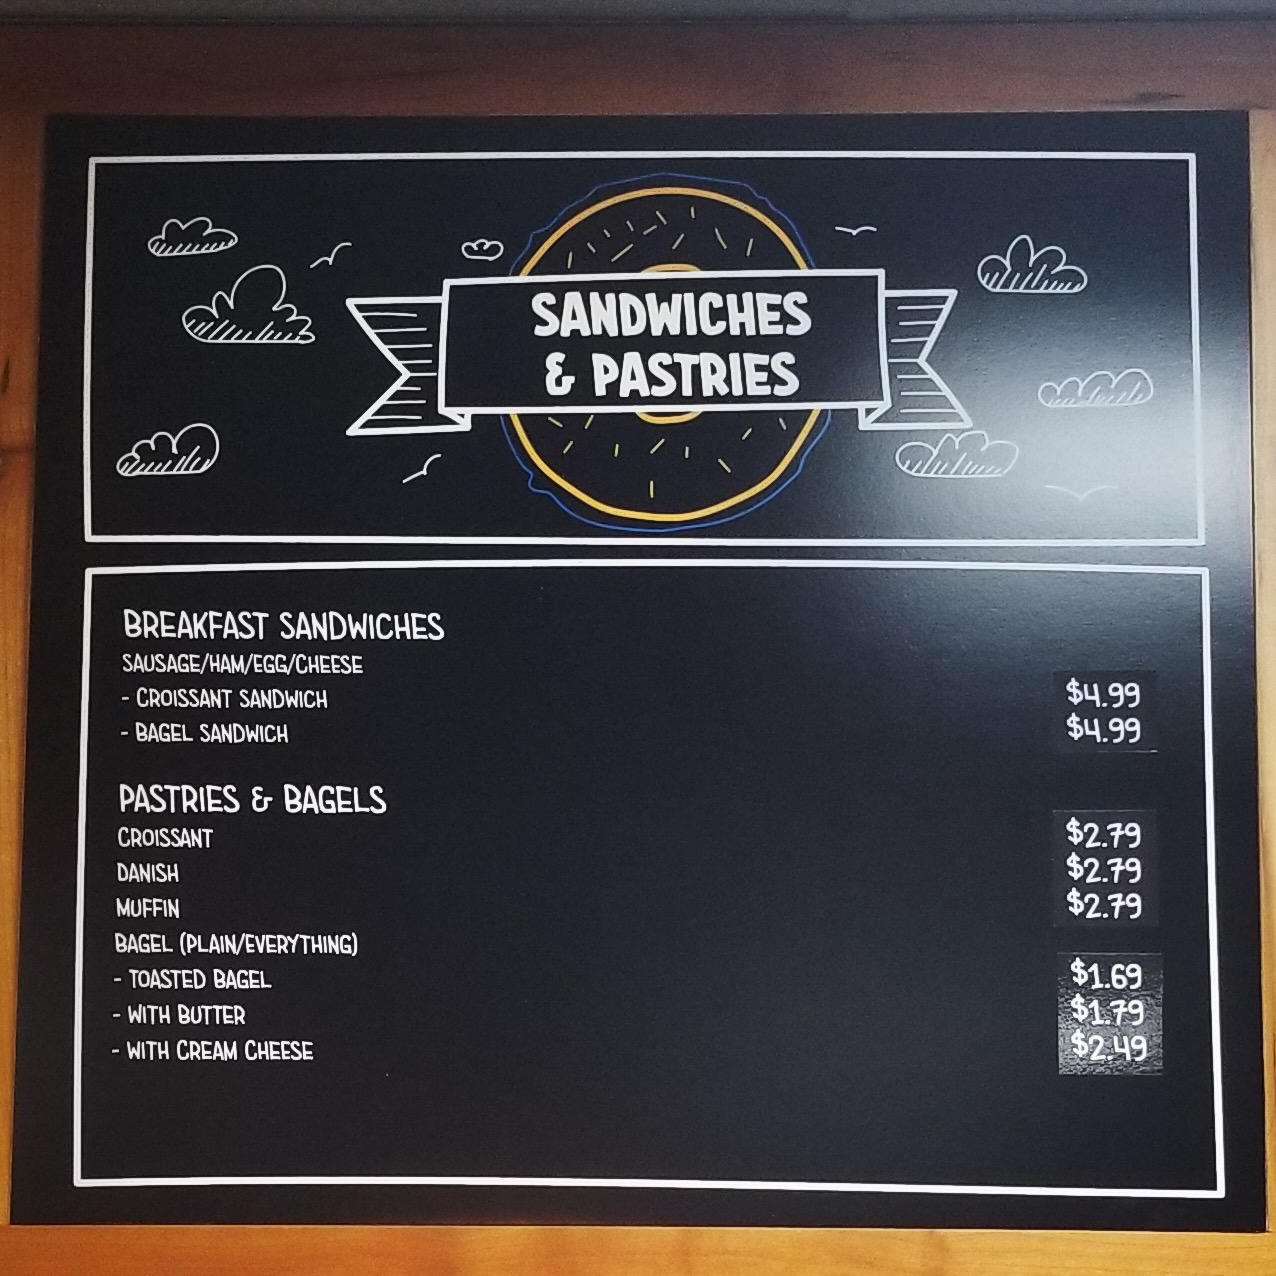 SANDWICHES
& PASTRIES
BREAKFAST SANDWICHES
SAUSAGE/HAM/EGG/CHEESE
- CROISSANT SANDWICH $4.99
- BAGEL SANDWICH $4.99
PASTRIES & BAGELS
CROISSANT $2.79
DANISH $2.79
MUFFIN $2.79
BAGEL (PLAIN/EVERYTHING)
- TOASTED BAGEL $1.69
- WITH BUTTER $1.79
- WITH CREAM CHEESE $2.49